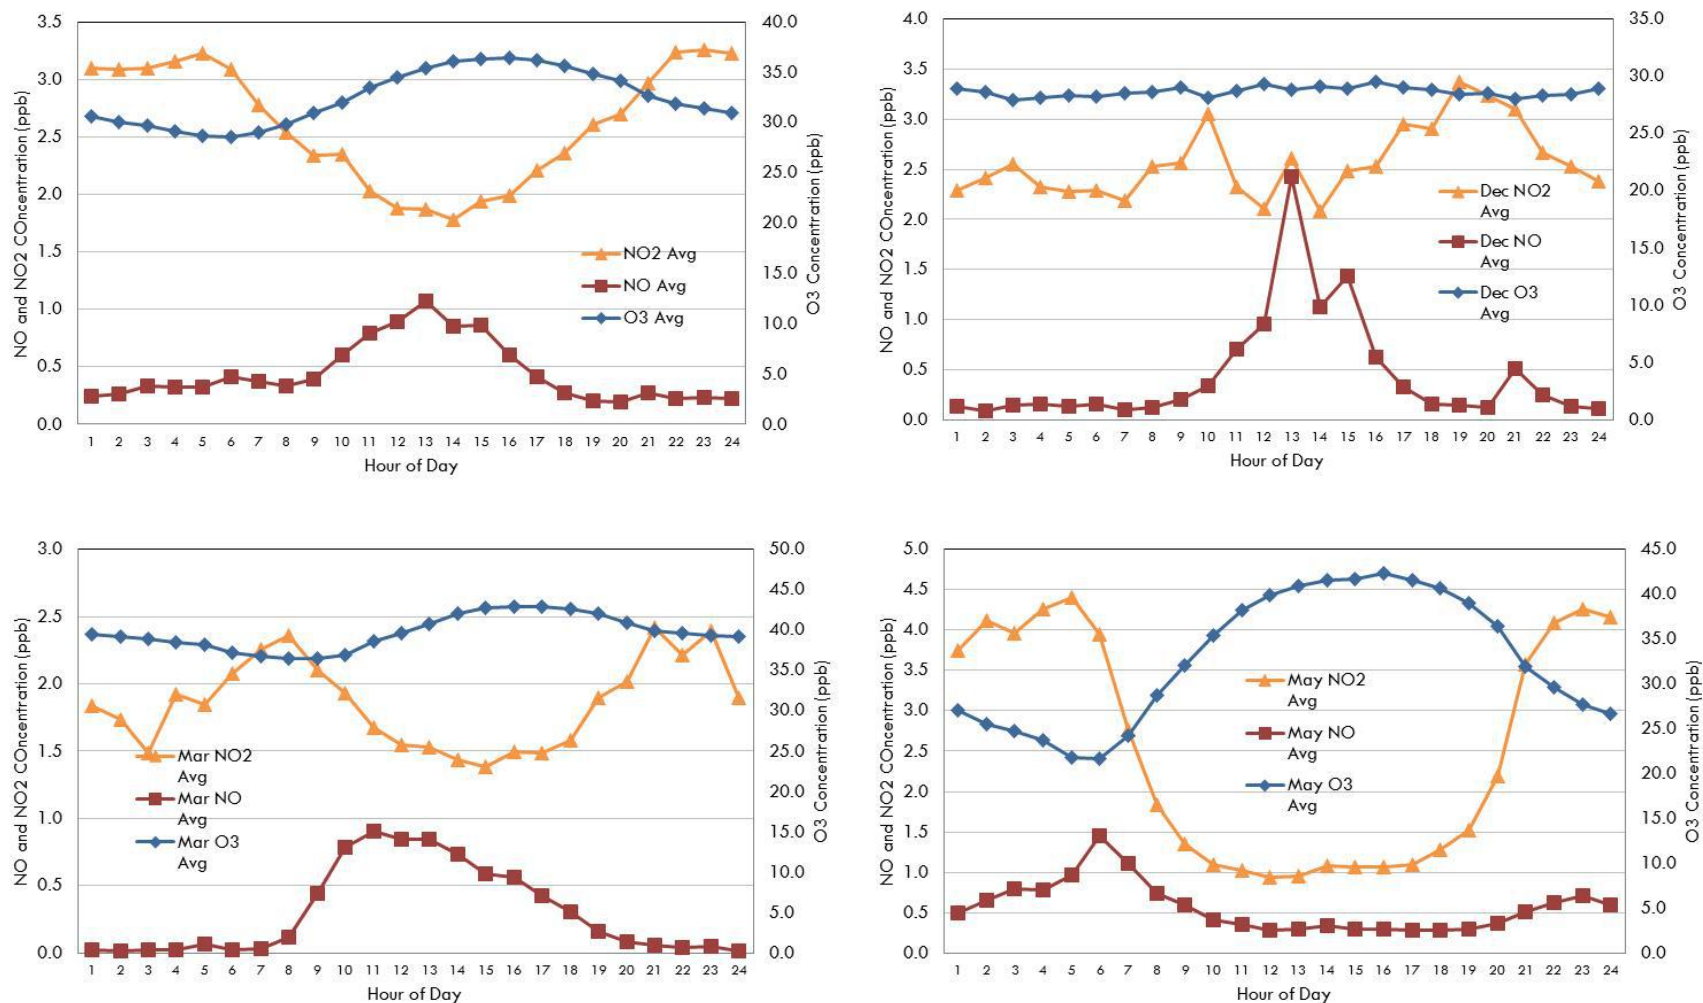 3.5
3.0
2.5
2.0
1.5
1.0
0.5
0.0
NO and NO2 COncentration (ppb)
40.0
35.0
30.0
25.0
20.0
15.0
10.0
5.0
0.0
O3 Concentration (ppb)
NO2 Avg
NO Avg
O3 Avg
1 2 3 4 5 6 7 8 9 10 11 12 13 14 15 16 17 18 19 20 21 22 23 24
Hour of Day
4.0
3.5
3.0
2.5
2.0
1.5
1.0
0.5
0.0
NO and NO2 COncentration (ppb)
35.0
30.0
25.0
20.0
15.0
10.0
5.0
0.0
O3 Concentration (ppb)
Dec NO2
Avg
Dec NO
Avg
Dec O3
Avg
1 2 3 4 5 6 7 8 9 10 11 12 13 14 15 16 17 18 19 20 21 22 23 24
Hour of Day
3.0
2.5
2.0
1.5
1.0
0.5
0.0
NO and NO2 COncentration (ppb)
50.0
45.0
40.0
35.0
30.0
25.0
20.0
15.0
10.0
5.0
0.0
O3 Concentration (ppb)
Mar NO2
Avg
Mar NO
Avg
Mar O3
Avg
1 2 3 4 5 6 7 8 9 10 11 12 13 14 15 16 17 18 19 20 21 22 23 24
Hour of Day
5.0
4.5
4.0
3.5
3.0
2.5
2.0
1.5
1.0
0.5
0.0
NO and NO2 COncentration (ppb)
45.0
40.0
35.0
30.0
25.0
20.0
15.0
10.0
5.0
0.0
O3 Concentration (ppb)
May NO2
Avg
May NO
Avg
May O3
Avg
1 2 3 4 5 6 7 8 9 10 11 12 13 14 15 16 17 18 19 20 21 22 23 24
Hour of Day